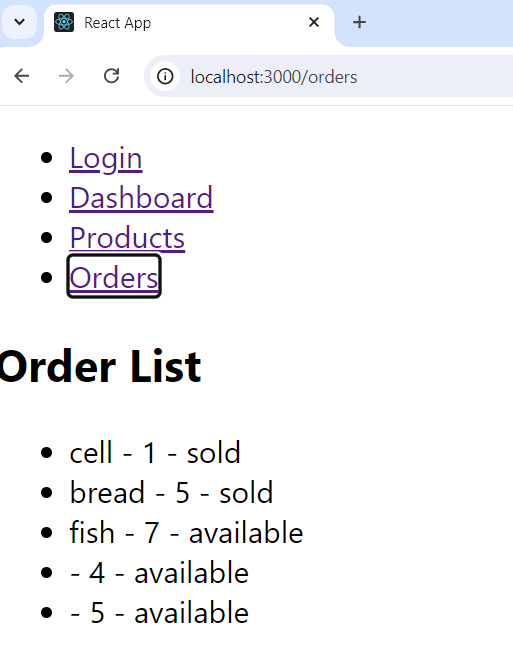 React App
localhost:3000/orders
Login
Dashboard
Products
Orders
Order List
cell - 1 - sold
bread - 5 - sold
fish - 7 - available
- 4 - available
- 5 - available